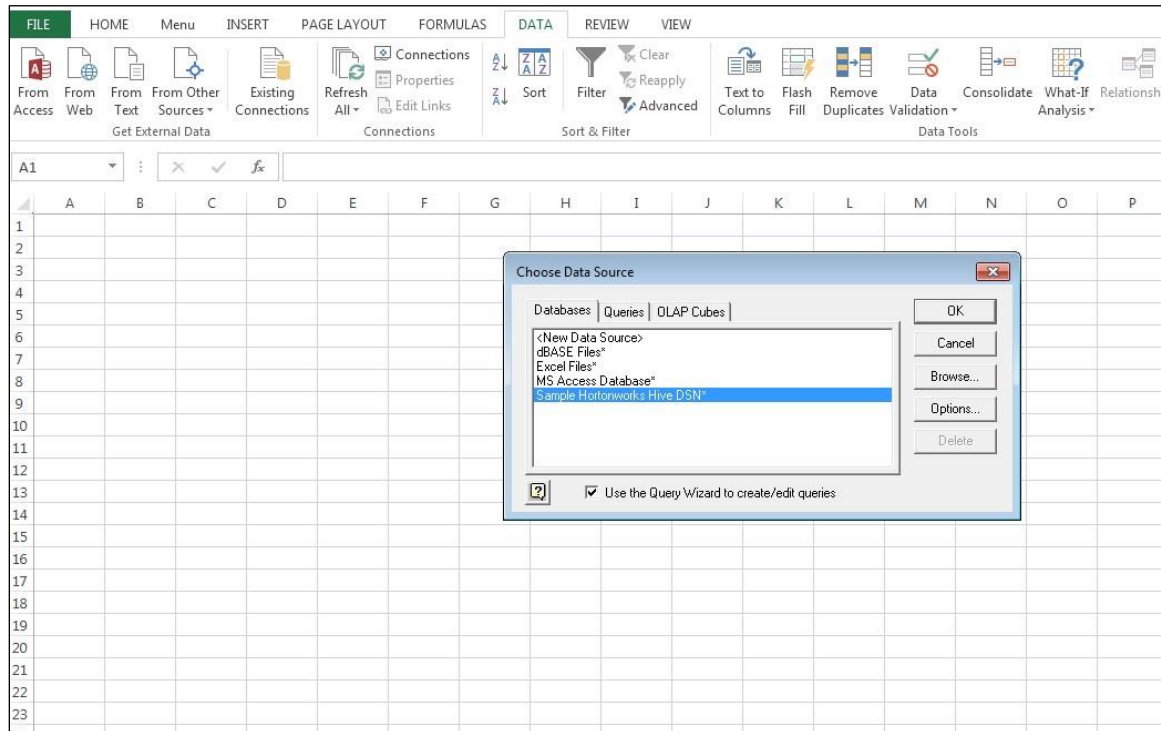 FILE HOME Menu INSERT PAGE LAYOUT FORMULAS DATA REVIEW VIEW
From Access
From Web
From Text
From Other Sources
Existing Connections
Get External Data
Refresh All
Connections
Properties
Edit Links
Connections
Sort
Filter
Clear
Reapply
Advanced
Sort & Filter
Text to Columns
Flash Fill
Remove Duplicates
Data Validation
Consolidate
What-If Analysis
Relationsh
Data Tools
A1 fx
A B C D E F G H I J K L M N O P
1
2
3
4
5
6
7
8
9
10
11
12
13
14
15
16
17
18
19
20
21
22
23
Choose Data Source
Databases Queries OLAP Cubes
<New Data Source>
dBASE Files*
Excel Files*
MS Access Database*
Sample Hortonworks Hive DSN*
OK
Cancel
Browse...
Options...
Delete
Use the Query Wizard to create/edit queries